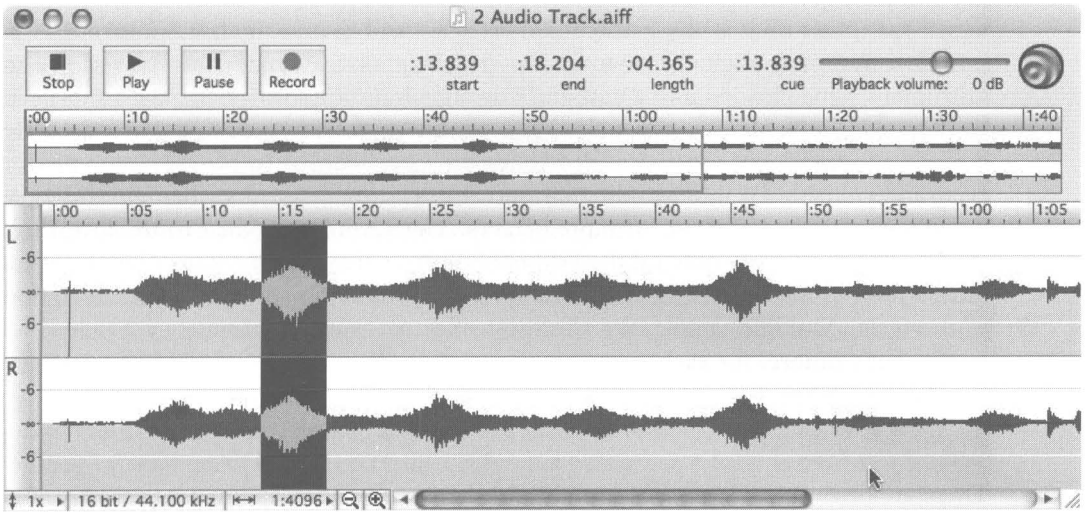 2 Audio Track.aiff
:13.839 :18.204 :04.365 :13.839
Stop Play Pause Record start end length cue Playback volume: 0 dB
:00 :10 :20 :30 :40 :50 1:00 1:10 1:20 1:30 1:40
:00 :05 :10 :15 :20 :25 :30 :35 :40 :45 :50 :55 1:00 1:05
L
-6
-∞
-6
R
-6
-∞
-6
1x 16 bit / 44.100 kHz 1:4096